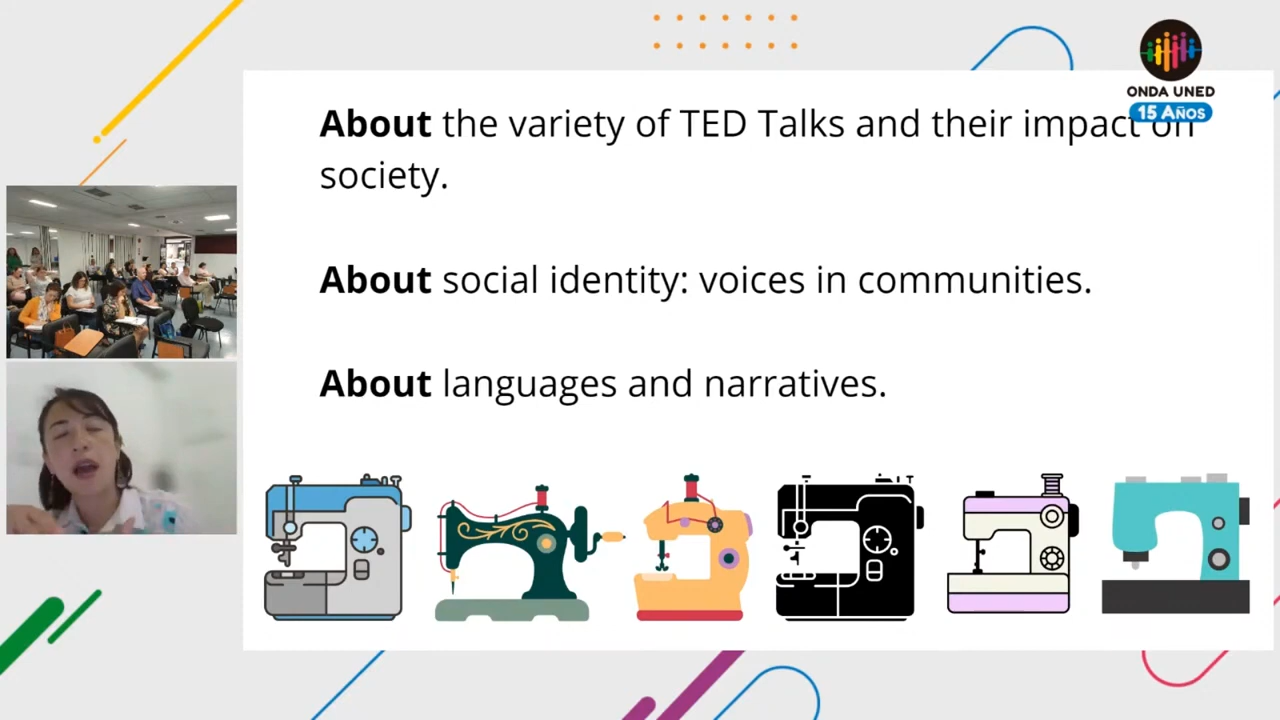 ONDA UNED
15 AÑOS
About the variety of TED Talks and their impact on
society.
About social identity: voices in communities.
About languages and narratives.